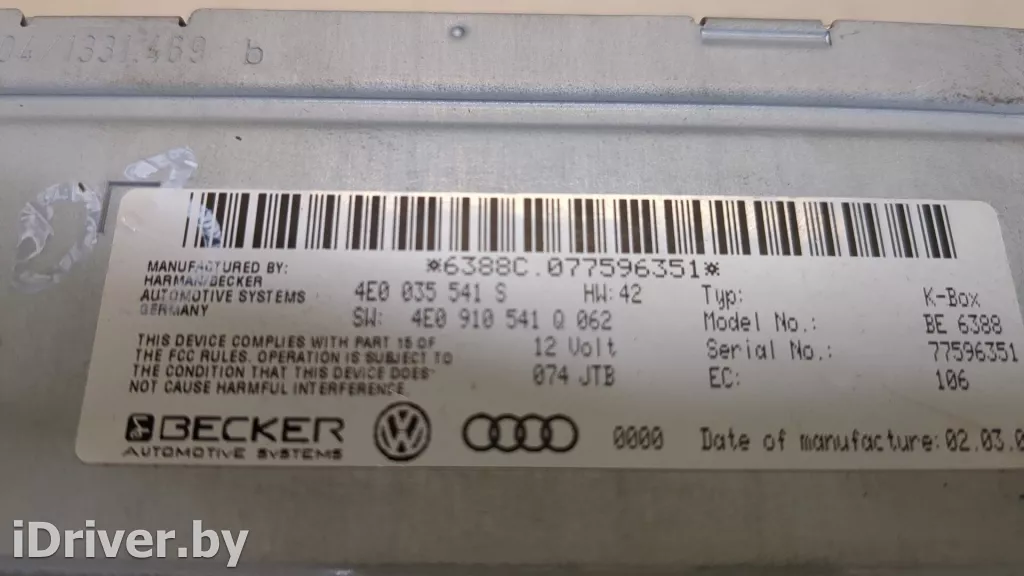 1331.469 b
*6388C.077596351*
MANUFACTURED BY:
HARMAN/BECKER
AUTOMOTIVE SYSTEMS
GERMANY
4E0 035 541 S HW:42
SW: 4E0 910 541 Q 062
THIS DEVICE COMPLIES WITH PART 15 OF
THE FCC RULES. OPERATION IS SUBJECT TO
THE CONDITION THAT THIS DEVICE DOES
NOT CAUSE HARMFUL INTERFERENCE.
12 Volt
074 JTB
Typ: K-Box
Model No.: BE 6388
Serial No.: 77596351
EC: 106
BECKER
AUTOMOTIVE SYSTEMS
0000 Date of manufacture: 02.03.0
iDriver.by